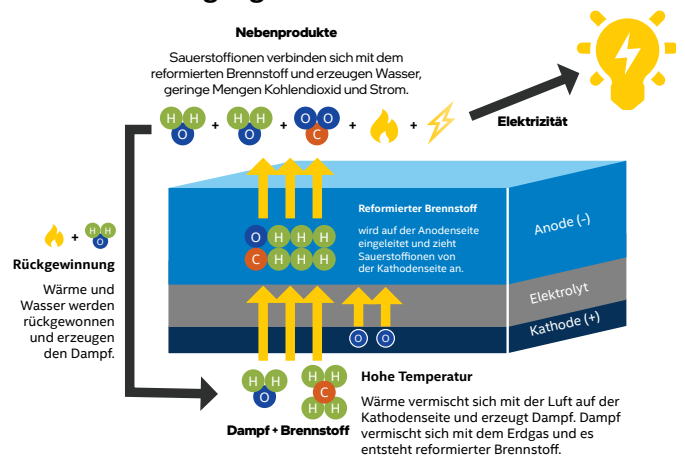 Nebenprodukte
Sauerstoffionen verbinden sich mit dem
reformierten Brennstoff und erzeugen Wasser,
geringe Mengen Kohlendioxid und Strom.
H H O + H H O + O O C + +
Elektrizität
Reformierter Brennstoff
wird auf der Anodenseite
eingeleitet und zieht
Sauerstoffionen von
der Kathodenseite an.
O H H H
C H H H
Anode (-)
Elektrolyt
Kathode (+)
O O
+ H H O
Rückgewinnung
Wärme und
Wasser werden
rückgewonnen
und erzeugen
den Dampf.
H H O
H H C H H
Dampf + Brennstoff
Hohe Temperatur
Wärme vermischt sich mit der Luft auf der
Kathodenseite und erzeugt Dampf. Dampf
vermischt sich mit dem Erdgas und es
entsteht reformierter Brennstoff.